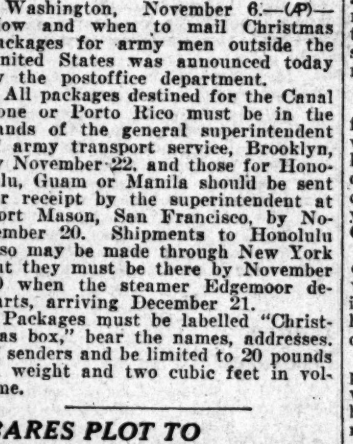 Washington, November 6.—(AP)—
ow and when to mail Christmas
ackages for army men outside the
nited States was announced today
y the postoffice department.
All packages destined for the Canal
one or Porto Rico must be in the
ands of the general superintendent
army transport service, Brooklyn,
y November 22. and those for Hono-
lu, Guam or Manila should be sent
r receipt by the superintendent at
ort Mason, San Francisco, by No-
ember 20. Shipments to Honolulu
so may be made through New York
ut they must be there by November
) when the steamer Edgemoor de-
arts, arriving December 21.
Packages must be labelled "Christ-
as box," bear the names, addresses.
senders and be limited to 20 pounds
weight and two cubic feet in vol-
me.
BARES PLOT TO